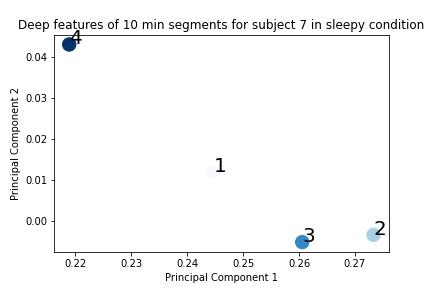 Deep features of 10 min segments for subject 7 in sleepy condition
4
0.04
0.03
0.02
0.01
0.00
Principal Component 2
1
2
3
0.22 0.23 0.24 0.25 0.26 0.27
Principal Component 1